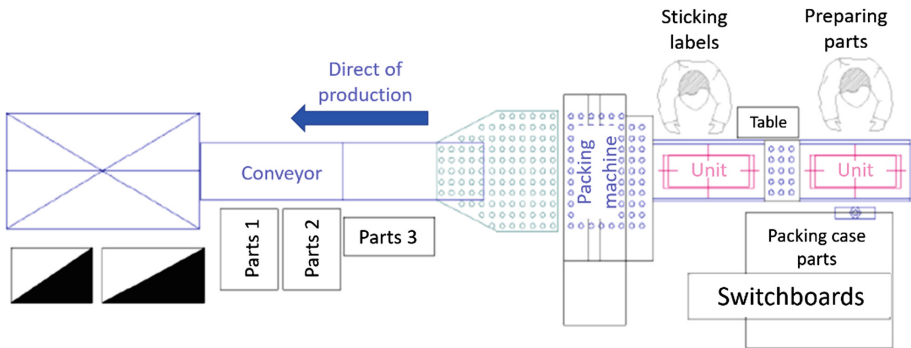 Sticking
labels
Preparing
parts
Direct of
production
Table
Conveyor
Packing
machine
Unit
Unit
Parts 1
Parts 2
Parts 3
Packing case
parts
Switchboards